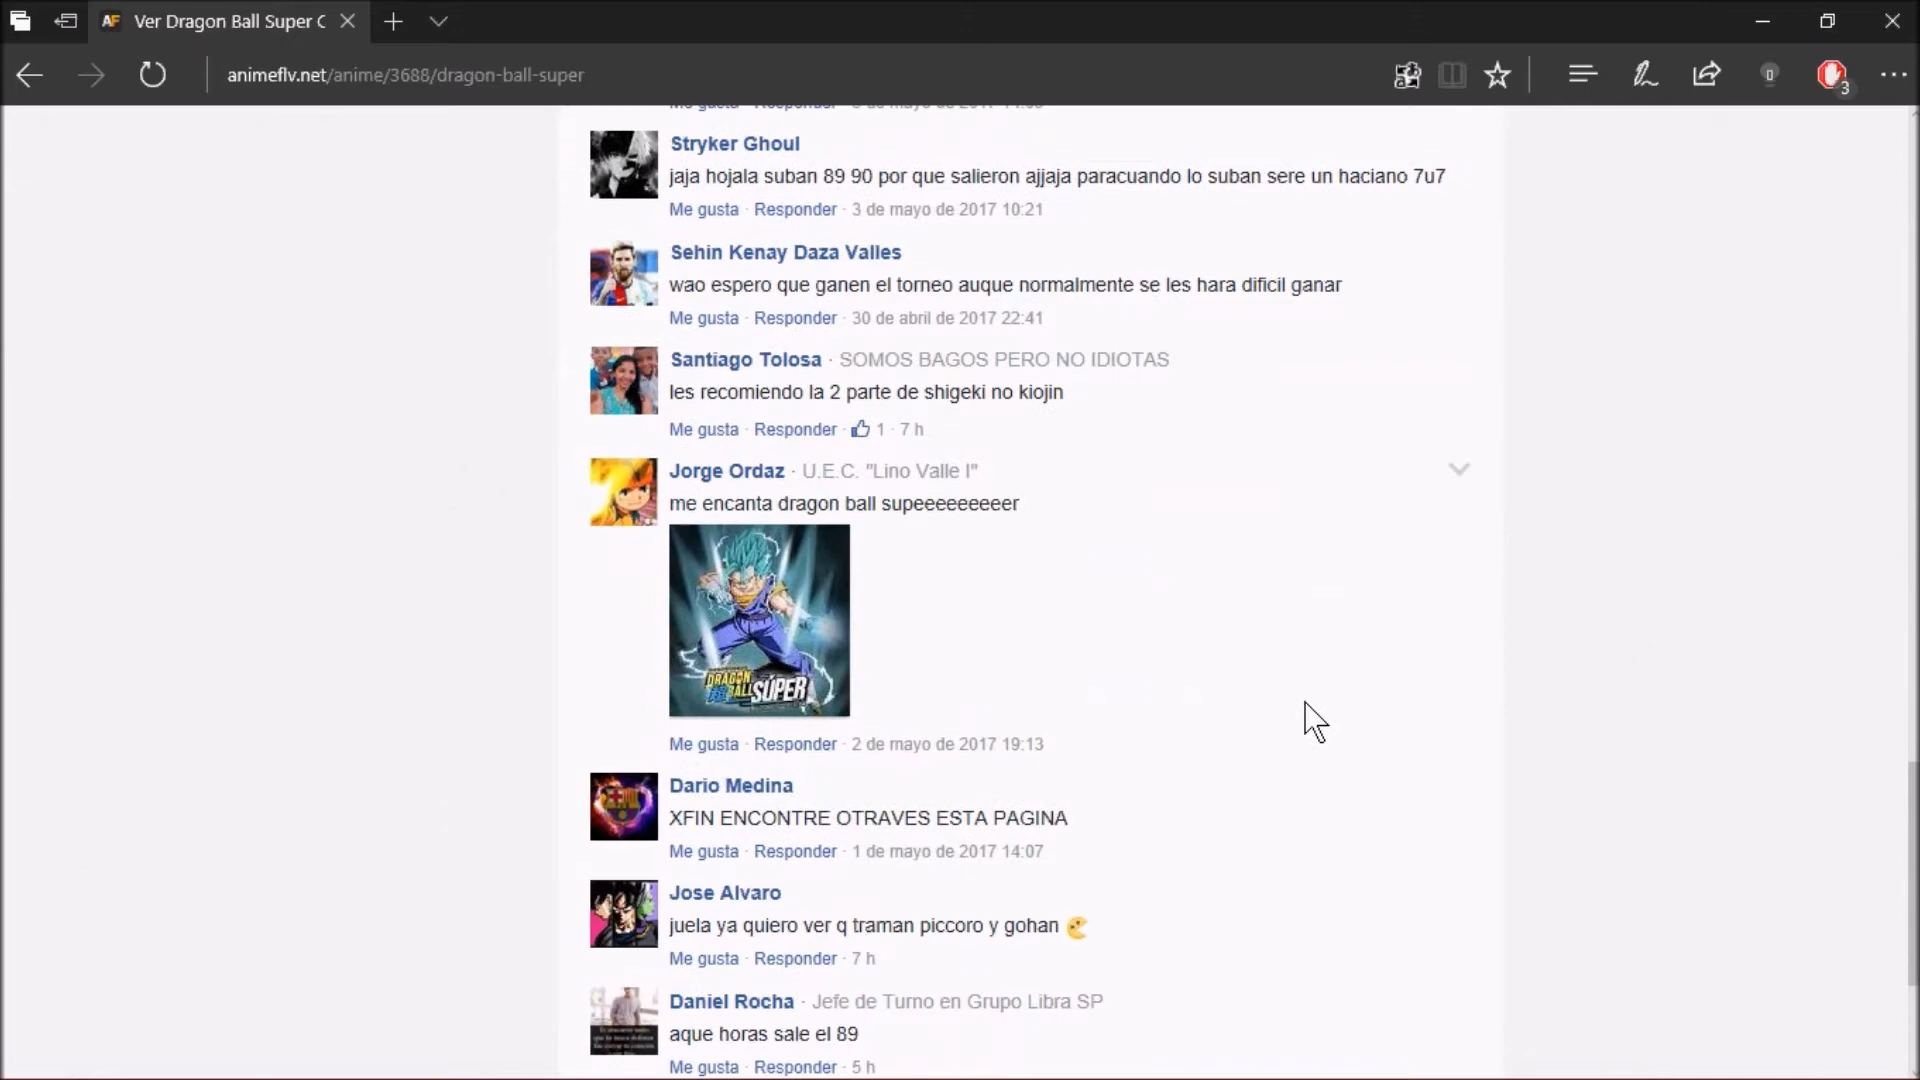 AF Ver Dragon Ball Super C
animeflv.net/anime/3688/dragon-ball-super
3
Stryker Ghoul
jaja hojala suban 89 90 por que salieron ajjaja paracuando lo suban sere un haciano 7u7
Me gusta · Responder · 3 de mayo de 2017 10:21
Sehin Kenay Daza Valles
wao espero que ganen el torneo auque normalmente se les hara dificil ganar
Me gusta · Responder · 30 de abril de 2017 22:41
Santiago Tolosa · SOMOS BAGOS PERO NO IDIOTAS
les recomiendo la 2 parte de shigeki no kiojin
Me gusta · Responder · 1 · 7 h
Jorge Ordaz · U.E.C. "Lino Valle I"
me encanta dragon ball supeeeeeeeeer
DRAGON
BALL SÚPER
Me gusta · Responder · 2 de mayo de 2017 19:13
Dario Medina
XFIN ENCONTRE OTRAVES ESTA PAGINA
Me gusta · Responder · 1 de mayo de 2017 14:07
Jose Alvaro
juela ya quiero ver q traman piccoro y gohan
Me gusta · Responder · 7 h
Daniel Rocha · Jefe de Turno en Grupo Libra SP
aque horas sale el 89
Me gusta · Responder · 5 h